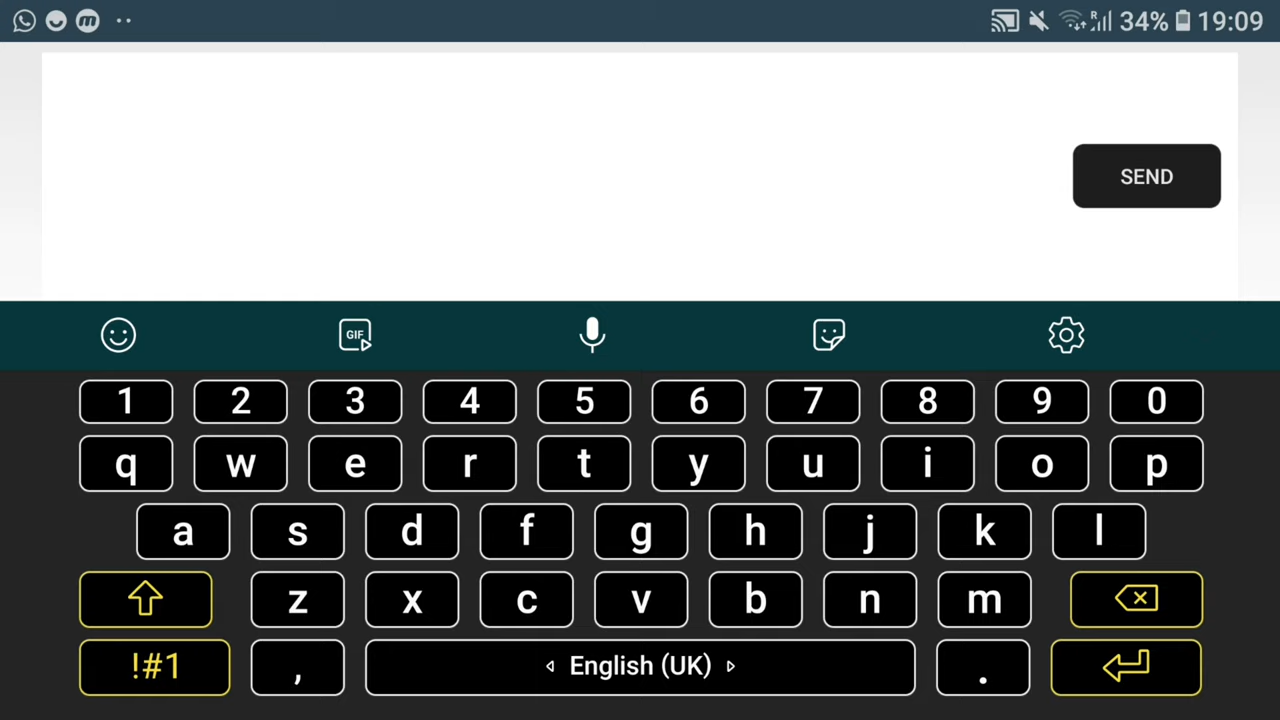 34% 19:09
SEND
GIF
1 2 3 4 5 6 7 8 9 0
q w e r t y u i o p
a s d f g h j k l
z x c v b n m
!#1 , English (UK) .